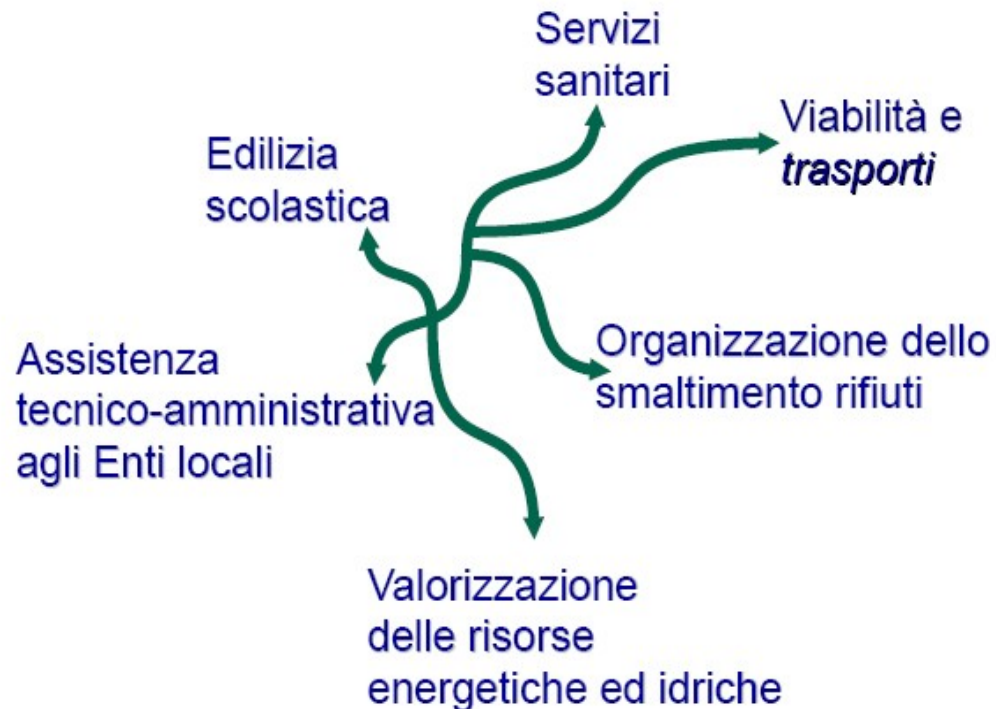 Servizi
sanitari
Viabilità e
trasporti
Edilizia
scolastica
Organizzazione dello
smaltimento rifiuti
Assistenza
tecnico-amministrativa
agli Enti locali
Valorizzazione
delle risorse
energetiche ed idriche